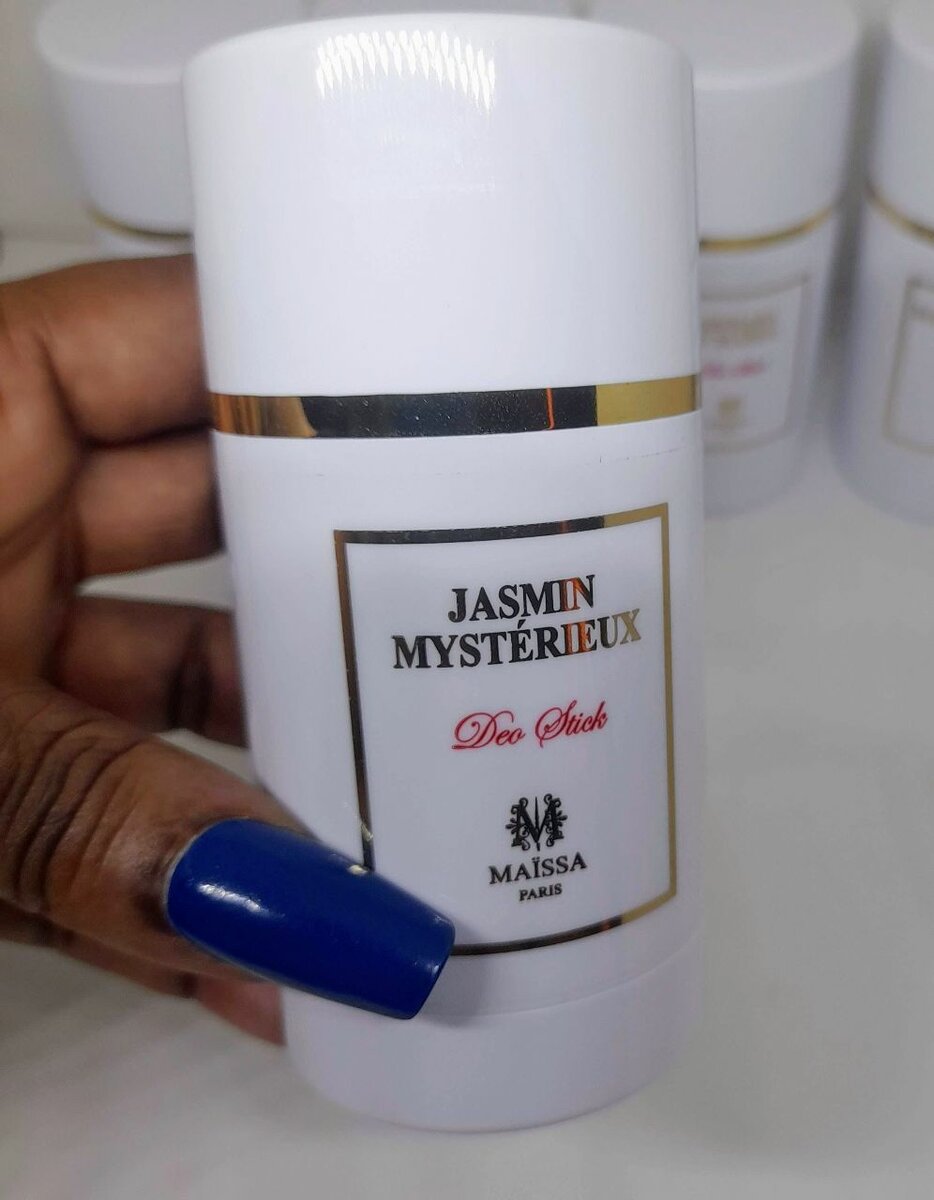 JASMIN
MYSTÉRIEUX
Deo Stick
M
MAÏSSA
PARIS